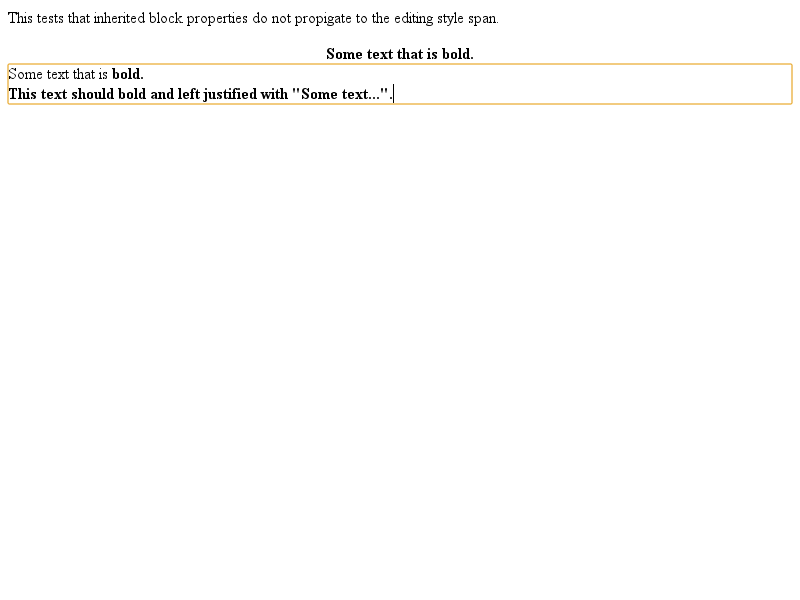 This tests that inherited block properties do not propigate to the editing style span.
Some text that is bold.
Some text that is bold.
This text should bold and left justified with "Some text...".